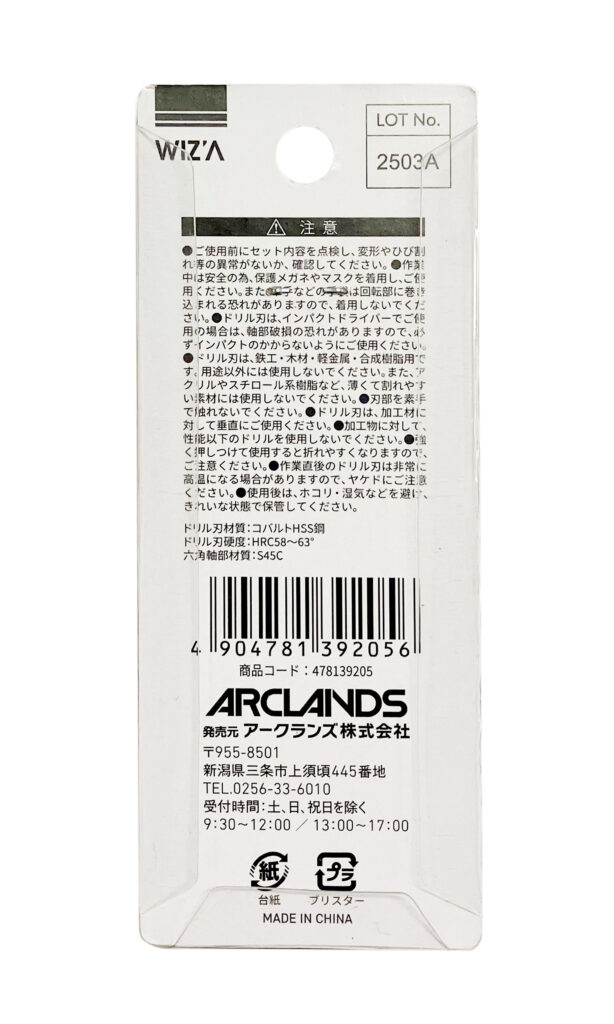 WIZ'A
LOT No.
2503A
注意
●ご使用前にセット内容を点検し、変形やひび割
れ等の異常がないか、確認してください。●作業
中は安全の為、保護メガネやマスクを着用し、ご使
用ください。また などの は回転部に巻き
込まれる恐れがありますので、着用しないでくだ
さい。●ドリル刃は、インパクトドライバーでご使
用の場合は、軸部破損の恐れがありますので、必
ずインパクトのかからないようにご使用ください。
●ドリル刃は、鉄工・木材・軽金属・合成樹脂用で
す。用途以外には使用しないでください。また、ア
クリルやスチロール系樹脂など、薄くて割れやす
い素材には使用しないでください。●刃部を素手
で触れないでください。●ドリル刃は、加工材に
対して垂直にご使用ください。●加工物に対して、
性能以下のドリルを使用しないでください。●強
く押しつけて使用すると折れやすくなりますので、
ご注意ください。●作業直後のドリル刃は非常に
高温になる場合がありますので、ヤケドにご注意
ください。●使用後は、ホコリ・湿気などを避け、
きれいな状態で保管してください。
ドリル刃材質：コバルトHSS鋼
ドリル刃硬度：HRC58～63°
六角軸部材質：S45C
4 904781 392056
商品コード：478139205
ARCLANDS
発売元 アークランズ株式会社
〒955-8501
新潟県三条市上須頃445番地
TEL.0256-33-6010
受付時間：土、日、祝日を除く
9:30～12:00 ／ 13:00～17:00
紙 プラ
台紙 ブリスター
MADE IN CHINA